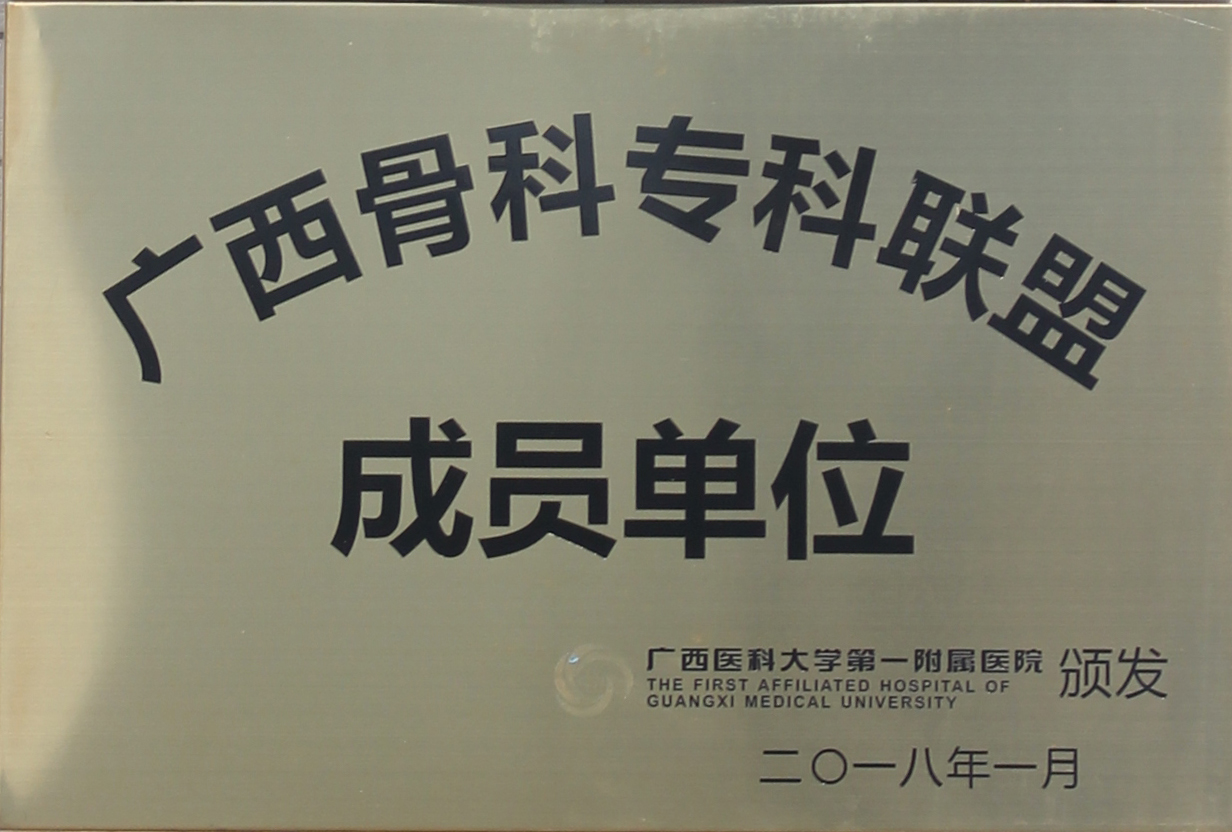 广西骨科专科联盟
成员单位
广西医科大学第一附属医院 颁发
THE FIRST AFFILIATED HOSPITAL OF
GUANGXI MEDICAL UNIVERSITY
二〇一八年一月